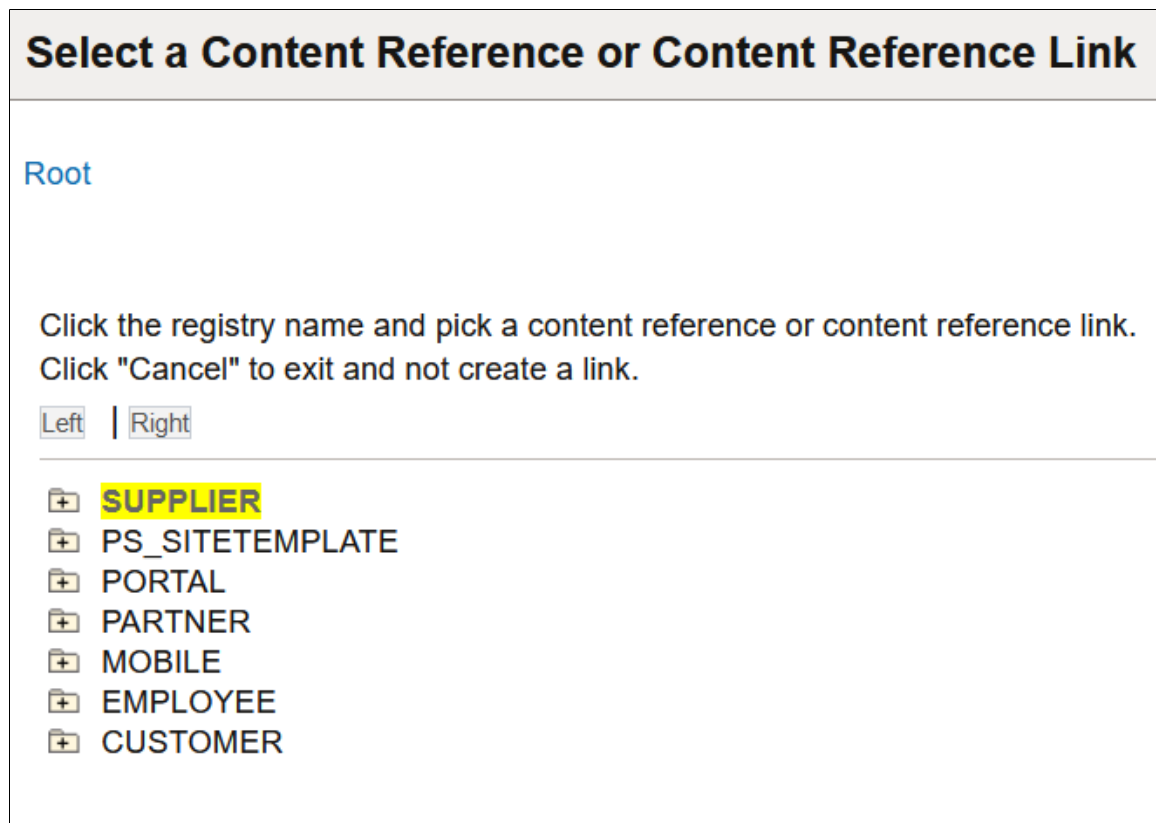 Select a Content Reference or Content Reference Link
Root
Click the registry name and pick a content reference or content reference link.
Click "Cancel" to exit and not create a link.
Left | Right
SUPPLIER
PS_SITETEMPLATE
PORTAL
PARTNER
MOBILE
EMPLOYEE
CUSTOMER